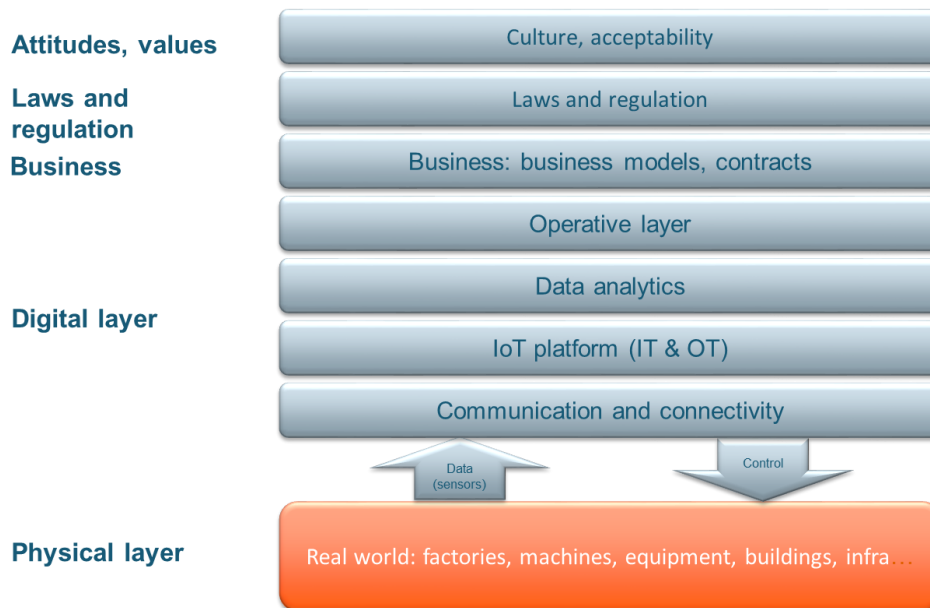 Attitudes, values
Culture, acceptability
Laws and
regulation
Laws and regulation
Business
Business: business models, contracts
Operative layer
Data analytics
Digital layer
IoT platform (IT & OT)
Communication and connectivity
Data
(sensors)
Control
Physical layer
Real world: factories, machines, equipment, buildings, infra...